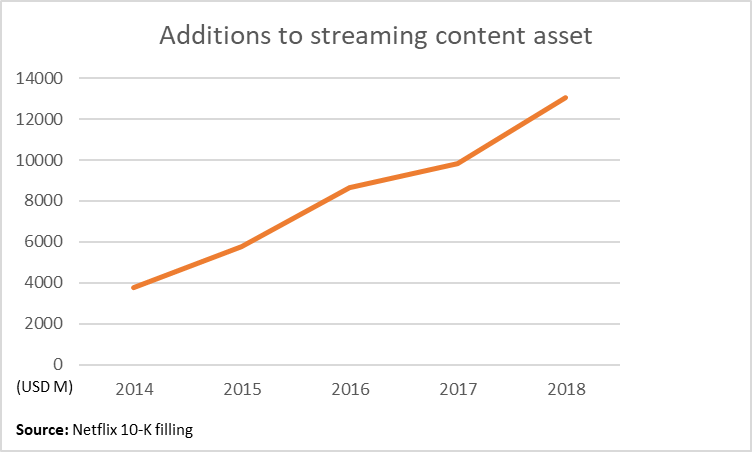 Additions to streaming content asset
14000
12000
10000
8000
6000
4000
2000
0
(USD M) 2014 2015 2016 2017 2018
Source: Netflix 10-K filling